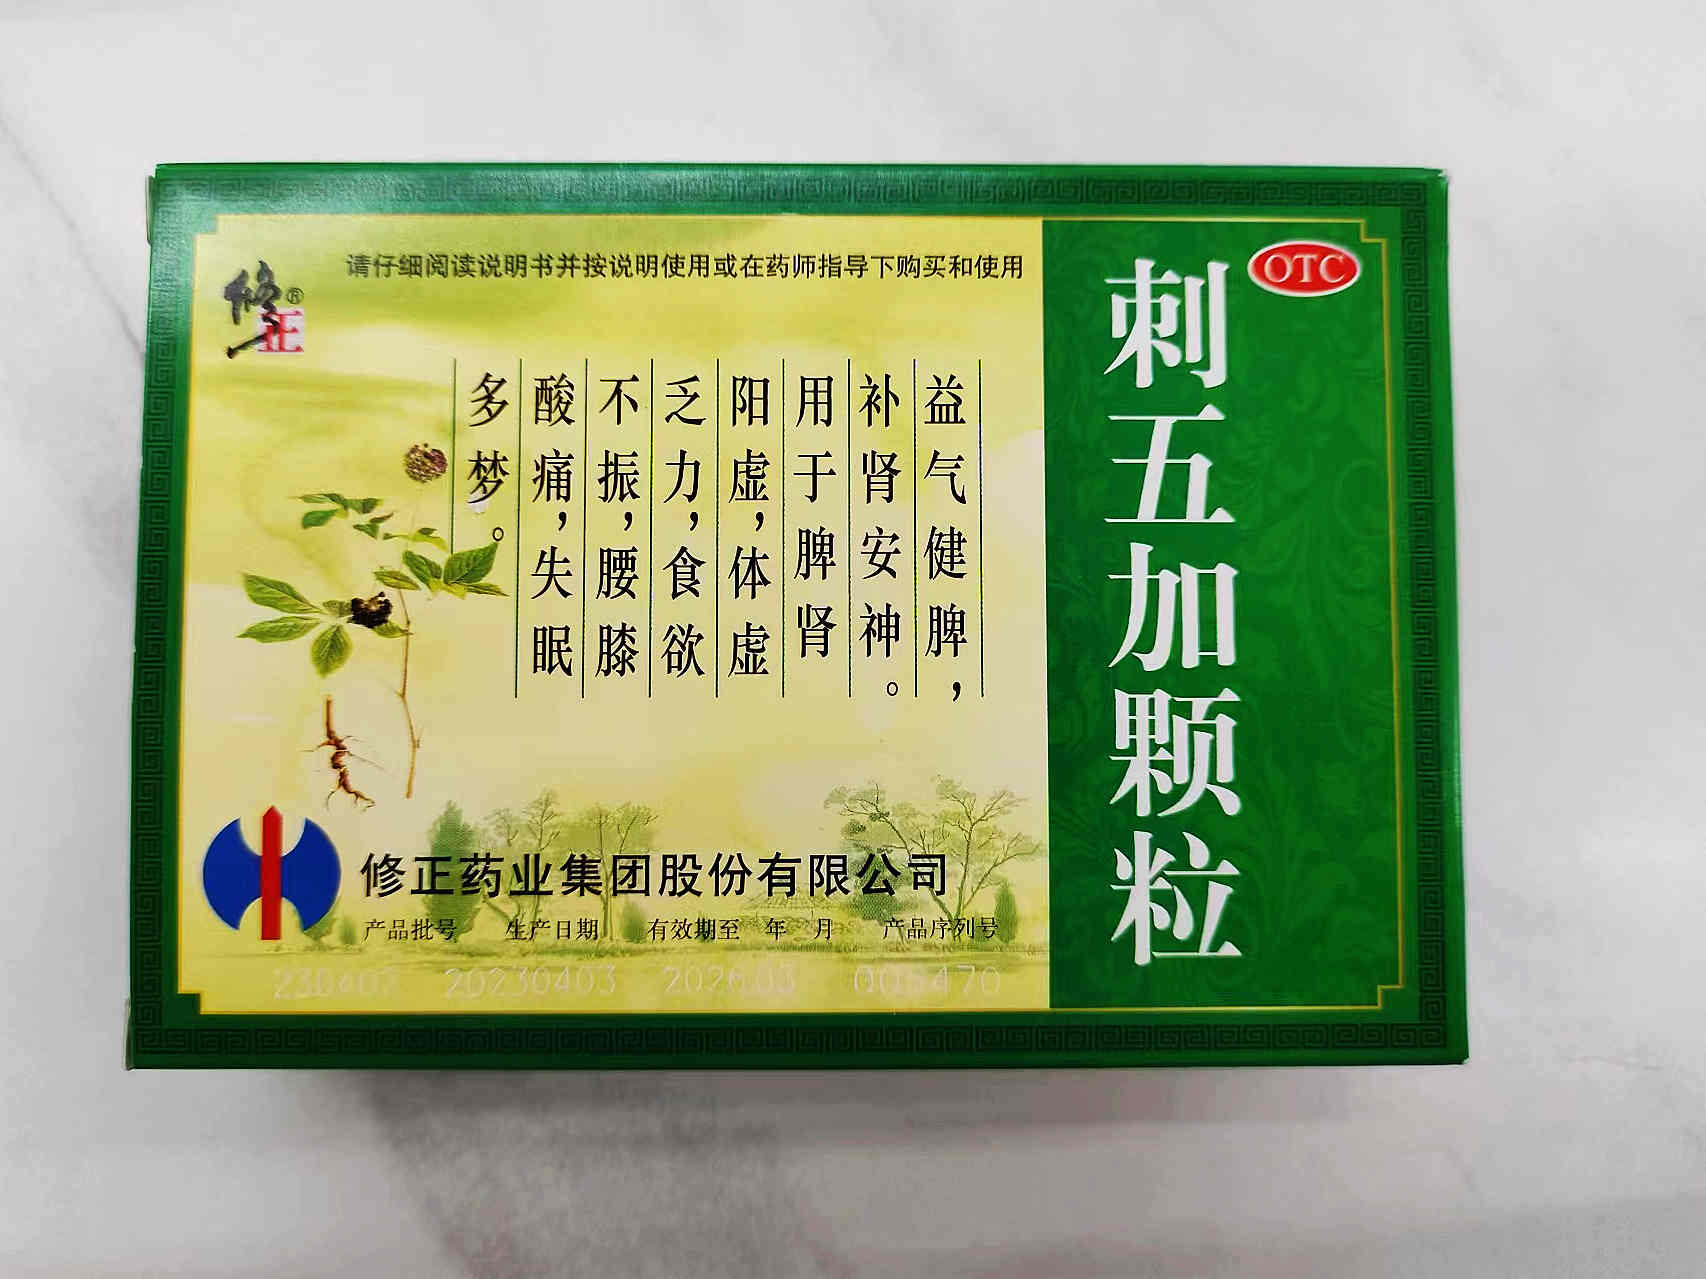 修正®
请仔细阅读说明书并按说明使用或在药师指导下购买和使用
OTC
刺五加颗粒
益气健脾，
补肾安神。
用于脾肾
阳虚，体虚
乏力，食欲
不振，腰膝
酸痛，失眠
多梦。
修正药业集团股份有限公司
产品批号 生产日期 有效期至 年 月 产品序列号
230402 20230403 2026.03 006470